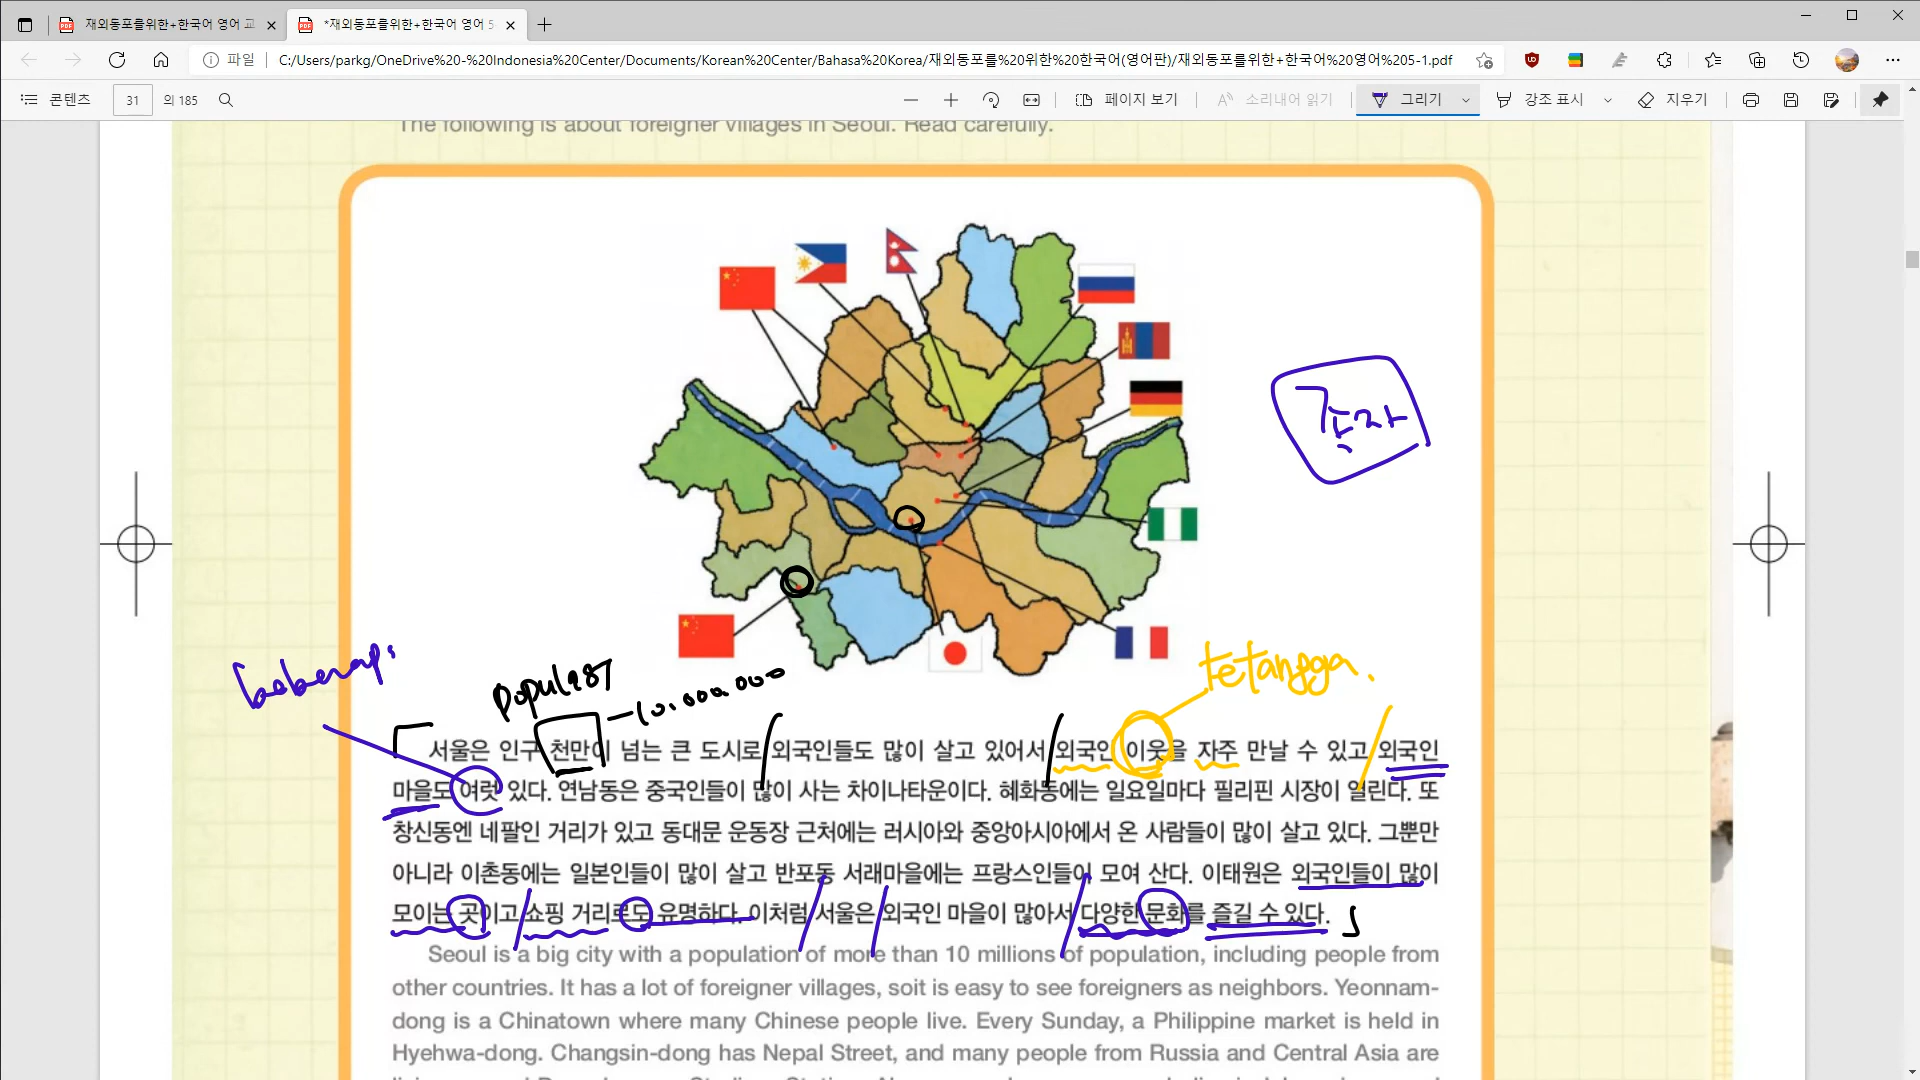 재외동포를위한+한국어 영어 교
*재외동포를위한+한국어 영어 5
파일
C:/Users/parkg/OneDrive%20-%20Indonesia%20Center/Documents/Korean%20Center/Bahasa%20Korea/재외동포를%20위한%20한국어(영어판)/재외동포를위한+한국어%20영어%205-1.pdf
콘텐츠 31 의 185 페이지 보기 소리내어 읽기 그리기 강조 표시 지우기
The following is about foreigner villages in Seoul. Read carefully.
tetangga.
populasi
10.000.000
서울은 인구 천만이 넘는 큰 도시로 외국인들도 많이 살고 있어서 외국인 이웃을 자주 만날 수 있고 외국인
마을도 여럿 있다. 연남동은 중국인들이 많이 사는 차이나타운이다. 혜화동에는 일요일마다 필리핀 시장이 열린다. 또
창신동엔 네팔인 거리가 있고 동대문 운동장 근처에는 러시아와 중앙아시아에서 온 사람들이 많이 살고 있다. 그뿐만
아니라 이촌동에는 일본인들이 많이 살고 반포동 서래마을에는 프랑스인들이 모여 산다. 이태원은 외국인들이 많이
모이는 곳이고 쇼핑 거리로도 유명하다. 이처럼 서울은 외국인 마을이 많아서 다양한 문화를 즐길 수 있다.
Seoul is a big city with a population of more than 10 millions of population, including people from
other countries. It has a lot of foreigner villages, soit is easy to see foreigners as neighbors. Yeonnam-
dong is a Chinatown where many Chinese people live. Every Sunday, a Philippine market is held in
Hyehwa-dong. Changsin-dong has Nepal Street, and many people from Russia and Central Asia are